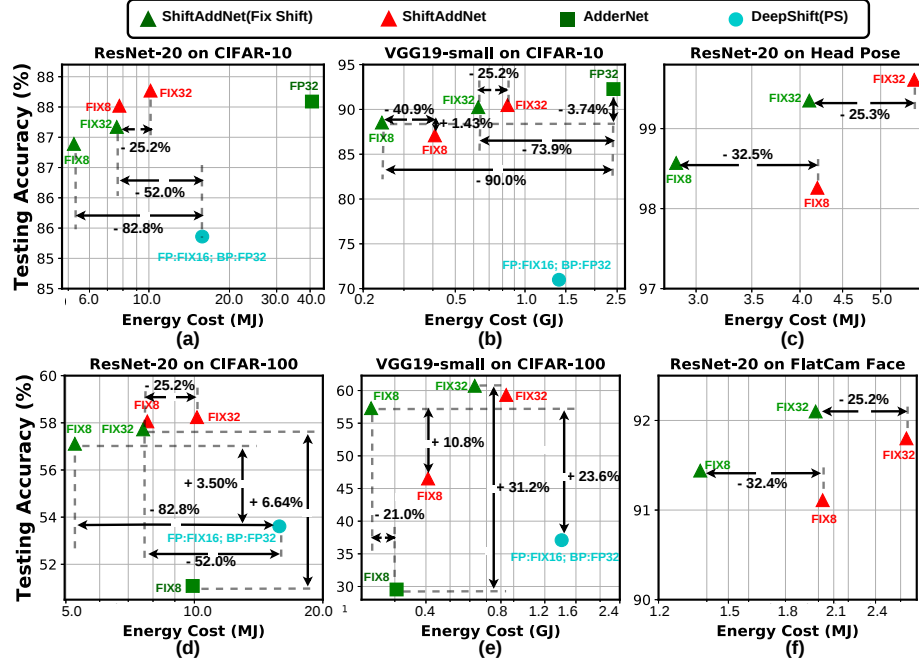 ShiftAddNet(Fix Shift) ShiftAddNet AdderNet DeepShift(PS)
ResNet-20 on CIFAR-10
Testing Accuracy (%)
88
88
87
87
86
86
85
85
FIX32
FP32
FIX8
FIX32
FIX8
- 25.2%
- 52.0%
- 82.8%
FP:FIX16; BP:FP32
6.0 10.0 20.0 30.0 40.0
Energy Cost (MJ)
(a)
VGG19-small on CIFAR-10
95
90
85
80
75
70
- 25.2%
FP32
- 40.9%
FIX32
FIX32
- 3.74%
+ 1.43%
FIX8
FIX8
- 73.9%
- 90.0%
FP:FIX16; BP:FP32
0.2 0.5 1.0 1.5 2.5
Energy Cost (GJ)
(b)
ResNet-20 on Head Pose
99
98
97
FIX32
FIX32
- 25.3%
- 32.5%
FIX8
FIX8
3.0 4.0 4.5 5.0
Energy Cost (MJ)
(c)
ResNet-20 on CIFAR-100
Testing Accuracy (%)
60
58
56
54
52
51
- 25.2%
FIX8
FIX32
FIX8
FIX32
+ 3.50%
+ 6.64%
- 82.8%
FP:FIX16; BP:FP32
- 52.0%
FIX8
5.0 10.0 20.0
Energy Cost (MJ)
(d)
VGG19-small on CIFAR-100
60
55
50
45
40
35
30
FIX32
FIX8
FIX32
+ 10.8%
FIX8
+ 23.6%
+ 31.2%
- 21.0%
FP:FIX16; BP:FP32
FIX8
1 0.4 0.8 1.2 1.6 2.4
Energy Cost (GJ)
(e)
ResNet-20 on FlatCam Face
92
91
90
- 25.2%
FIX32
FIX32
FIX8
- 32.4%
FIX8
1.2 1.5 1.8 2.1 2.4
Energy Cost (MJ)
(f)